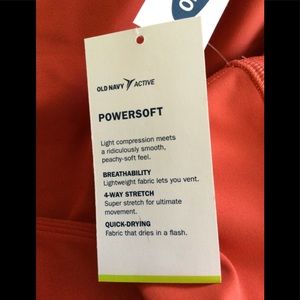 OLD NAVY ACTIVE
POWERSOFT
Light compression meets
a ridiculously smooth,
peachy-soft feel.
BREATHABILITY
Lightweight fabric lets you vent.
4-WAY STRETCH
Super stretch for ultimate
movement.
QUICK-DRYING
Fabric that dries in a flash.